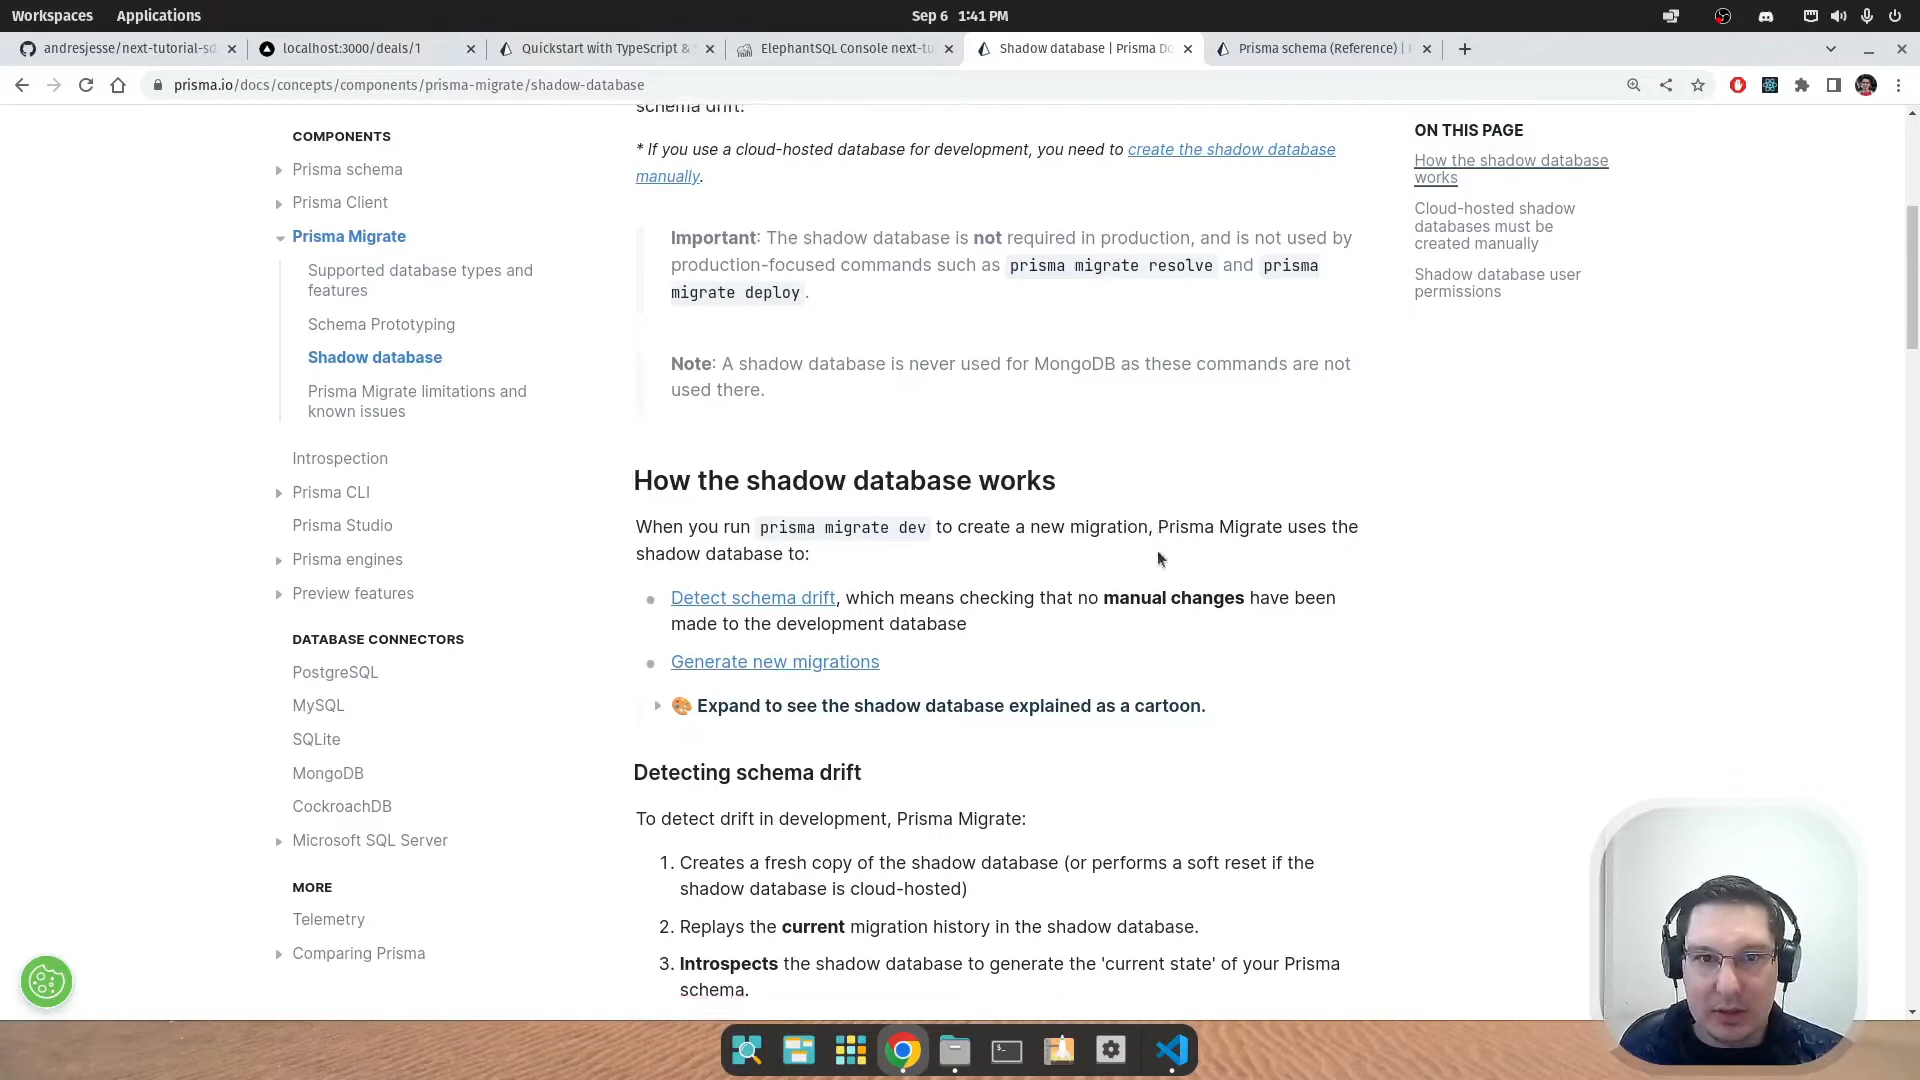 Workspaces Applications Sep 6 1:41 PM
andresjesse/next-tutorial-sd localhost:3000/deals/1 Quickstart with TypeScript & ElephantSQL Console next-tu Shadow database | Prisma Do Prisma schema (Reference) |
prisma.io/docs/concepts/components/prisma-migrate/shadow-database
COMPONENTS
Prisma schema
Prisma Client
Prisma Migrate
Supported database types and
features
Schema Prototyping
Shadow database
Prisma Migrate limitations and
known issues
Introspection
Prisma CLI
Prisma Studio
Prisma engines
Preview features
DATABASE CONNECTORS
PostgreSQL
MySQL
SQLite
MongoDB
CockroachDB
Microsoft SQL Server
MORE
Telemetry
Comparing Prisma
schema drift.
* If you use a cloud-hosted database for development, you need to create the shadow database
manually.
Important: The shadow database is not required in production, and is not used by
production-focused commands such as prisma migrate resolve and prisma
migrate deploy .
Note: A shadow database is never used for MongoDB as these commands are not
used there.
How the shadow database works
When you run prisma migrate dev to create a new migration, Prisma Migrate uses the
shadow database to:
Detect schema drift, which means checking that no manual changes have been
made to the development database
Generate new migrations
🎨 Expand to see the shadow database explained as a cartoon.
Detecting schema drift
To detect drift in development, Prisma Migrate:
1. Creates a fresh copy of the shadow database (or performs a soft reset if the
shadow database is cloud-hosted)
2. Replays the current migration history in the shadow database.
3. Introspects the shadow database to generate the 'current state' of your Prisma
schema.
ON THIS PAGE
How the shadow database
works
Cloud-hosted shadow
databases must be
created manually
Shadow database user
permissions